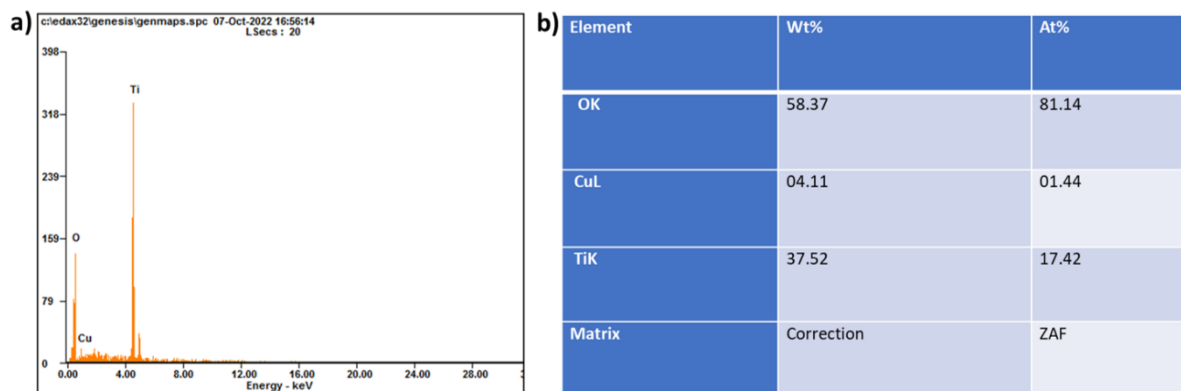 a)
c:\edax32\genesis\genmaps.spc 07-Oct-2022 16:56:14
LSecs : 20
398
318
239
159
79
0
Ti
O
Cu
0.00 4.00 8.00 12.00 16.00 20.00 24.00 28.00 3
Energy - keV
b)
Element Wt% At%
OK 58.37 81.14
CuL 04.11 01.44
TiK 37.52 17.42
Matrix Correction ZAF